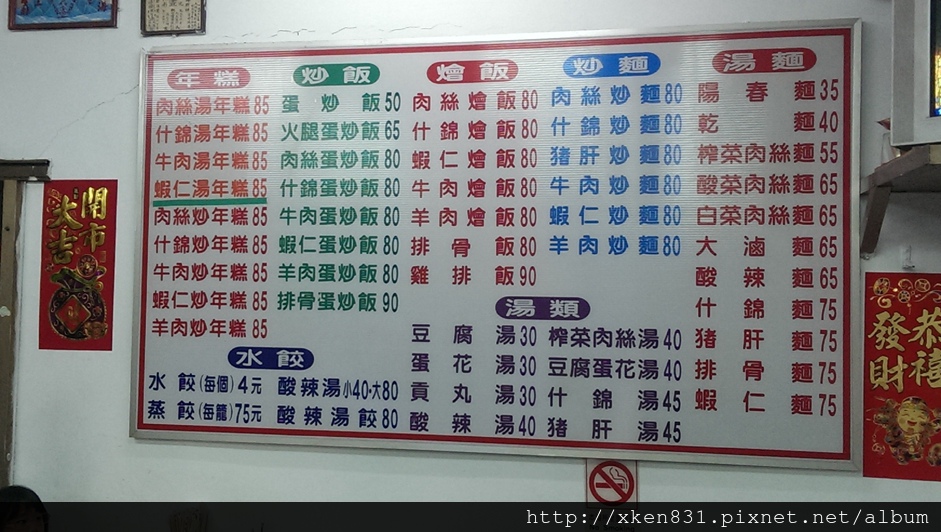 年糕
肉絲湯年糕85
什錦湯年糕85
牛肉湯年糕85
蝦仁湯年糕85
肉絲炒年糕85
什錦炒年糕85
牛肉炒年糕85
蝦仁炒年糕85
羊肉炒年糕85
炒飯
蛋炒飯50
火腿蛋炒飯65
肉絲蛋炒飯80
什錦蛋炒飯80
牛肉蛋炒飯80
蝦仁蛋炒飯80
羊肉蛋炒飯80
排骨蛋炒飯90
水餃
水餃(每個)4元
蒸餃(每籠)75元
酸辣湯小40·大80
酸辣湯餃80
燴飯
肉絲燴飯80
什錦燴飯80
蝦仁燴飯80
牛肉燴飯80
羊肉燴飯80
排骨飯80
雞排飯90
炒麵
肉絲炒麵80
什錦炒麵80
猪肝炒麵80
牛肉炒麵80
蝦仁炒麵80
羊肉炒麵80
湯類
豆腐湯30
蛋花湯30
貢丸湯30
酸辣湯40
榨菜肉絲湯40
豆腐蛋花湯40
什錦湯45
猪肝湯45
湯麵
陽春麵35
乾麵40
榨菜肉絲麵55
酸菜肉絲麵65
白菜肉絲麵65
大滷麵65
酸辣麵65
什錦麵75
猪肝麵75
排骨麵75
蝦仁麵75
開市
大吉
恭禧
發財
http://xken831.pixnet.net/album